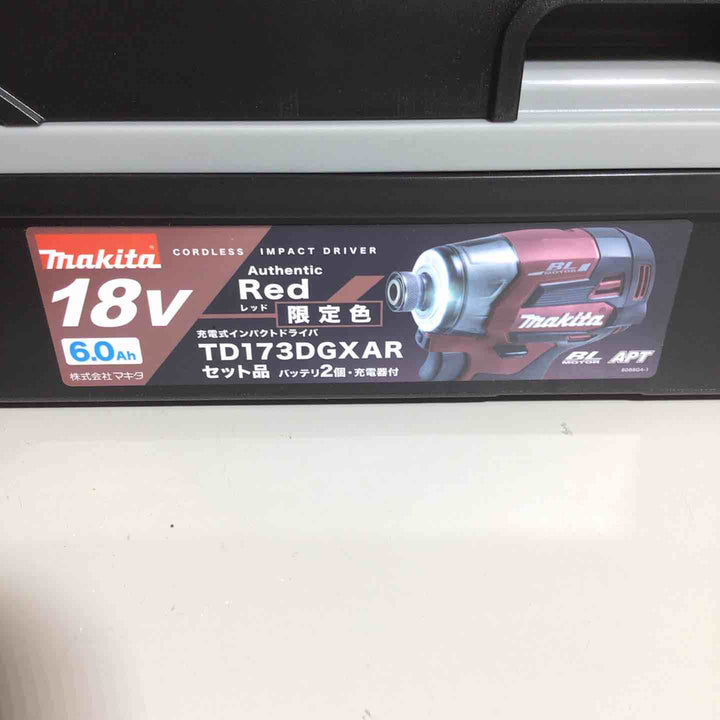 makita
CORDLESS IMPACT DRIVER
18V
6.0Ah
株式会社マキタ
Authentic
Red
レッド
限定色
充電式インパクトドライバ
TD173DGXAR
セット品 バッテリ2個・充電器付
BL
MOTOR
makita
BL
MOTOR
APT